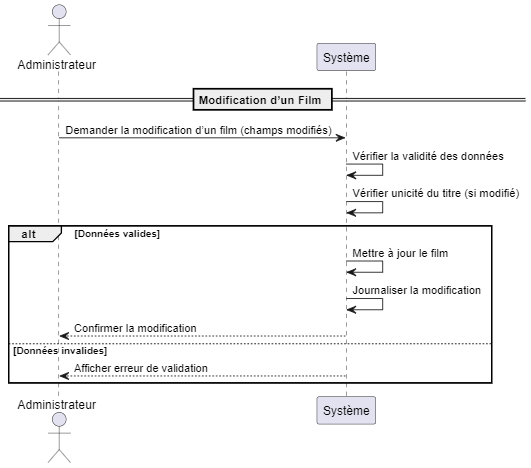 Administrateur
Système
Modification d'un Film
Demander la modification d'un film (champs modifiés)
Vérifier la validité des données
Vérifier unicité du titre (si modifié)
alt
[Données valides]
Mettre à jour le film
Journaliser la modification
Confirmer la modification
[Données invalides]
Afficher erreur de validation
Administrateur
Système